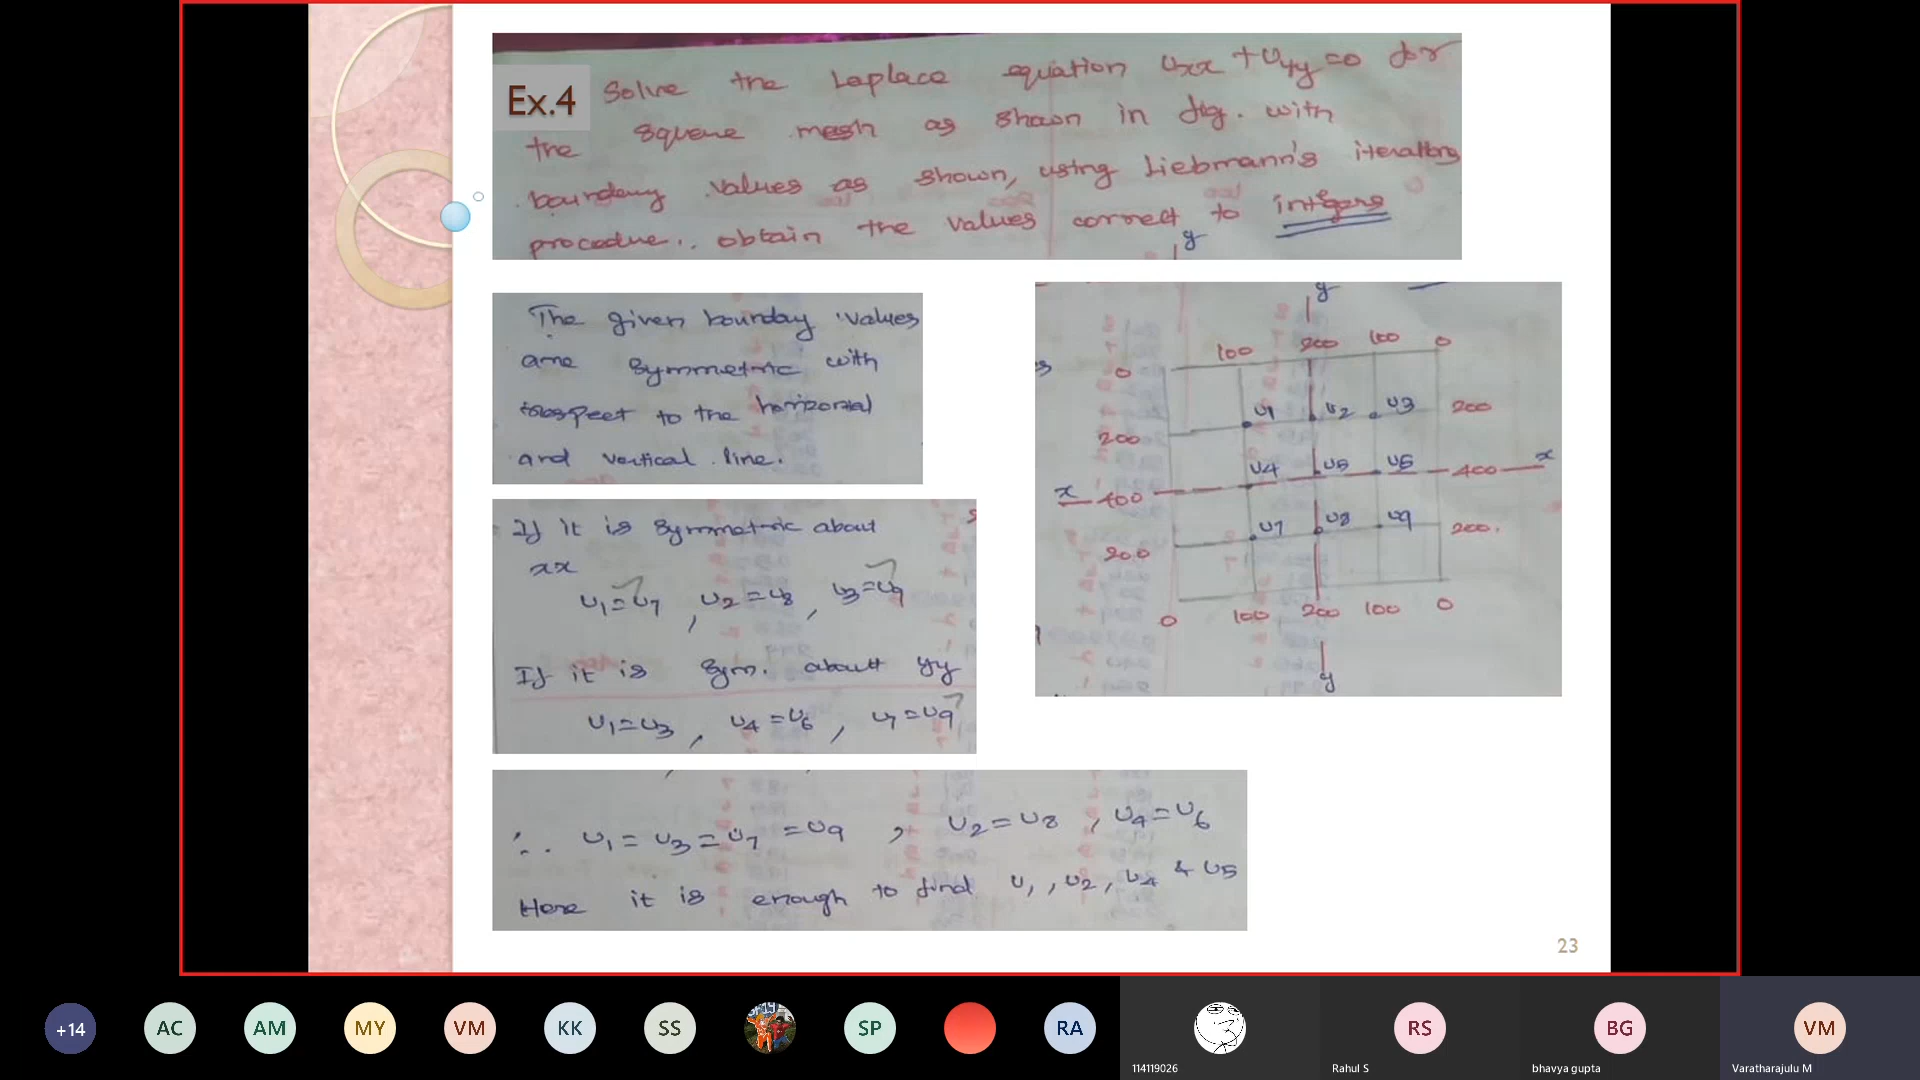 Ex.4
Solve the Laplace equation Uxx + Uyy = 0 for
the square mesh as shown in fig. with
boundary values as shown, using Liebmann's iterations
procedue.. obtain the values correct to integers
y
The given bounday values
are symmetric with
respect to the horizontal
and vertical line.
y
100 200 100 0
0
U1 U2 U3 200
200
U4 U5 U6 400 x
x 400
U7 U8 U9 200.
200
0 100 200 100 0
y
If it is symmetric about
xx
U1 = U7 , U2 = U8 , U3 = U9
If it is sym. about yy
U1 = U3 , U4 = U6 , U7 = U9
∴ U1 = U3 = U7 = U9 , U2 = U8 , U4 = U6
Here it is enough to find U1 , U2 , U4 & U5
23
+14 AC AM MY VM KK SS SP RA RS BG VM
114119026 Rahul S bhavya gupta Varatharajulu M